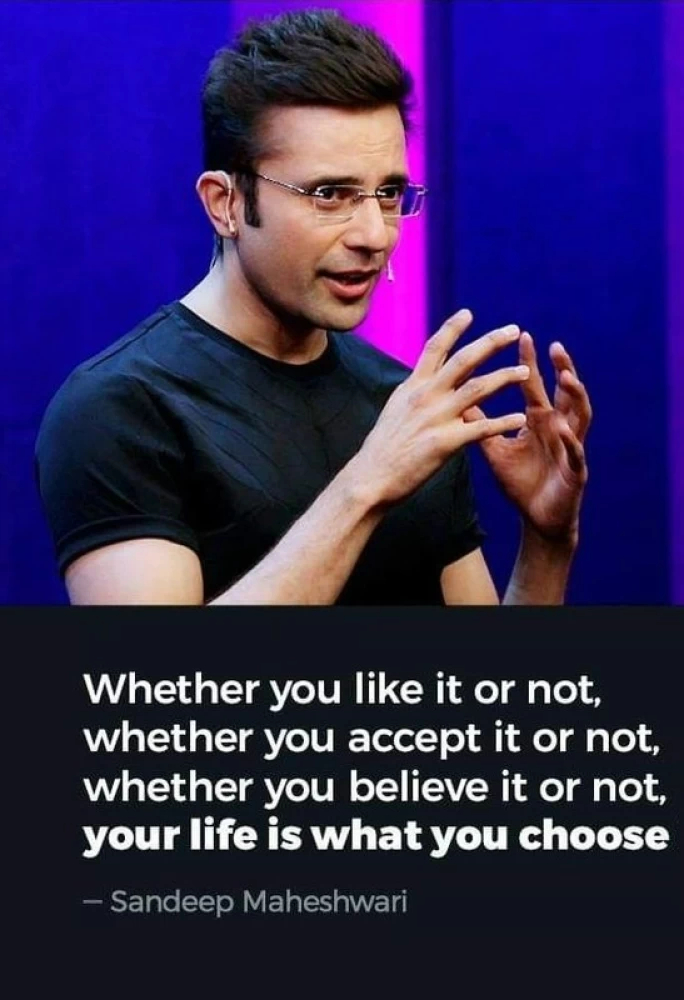 Whether you like it or not,
whether you accept it or not,
whether you believe it or not,
your life is what you choose
– Sandeep Maheshwari